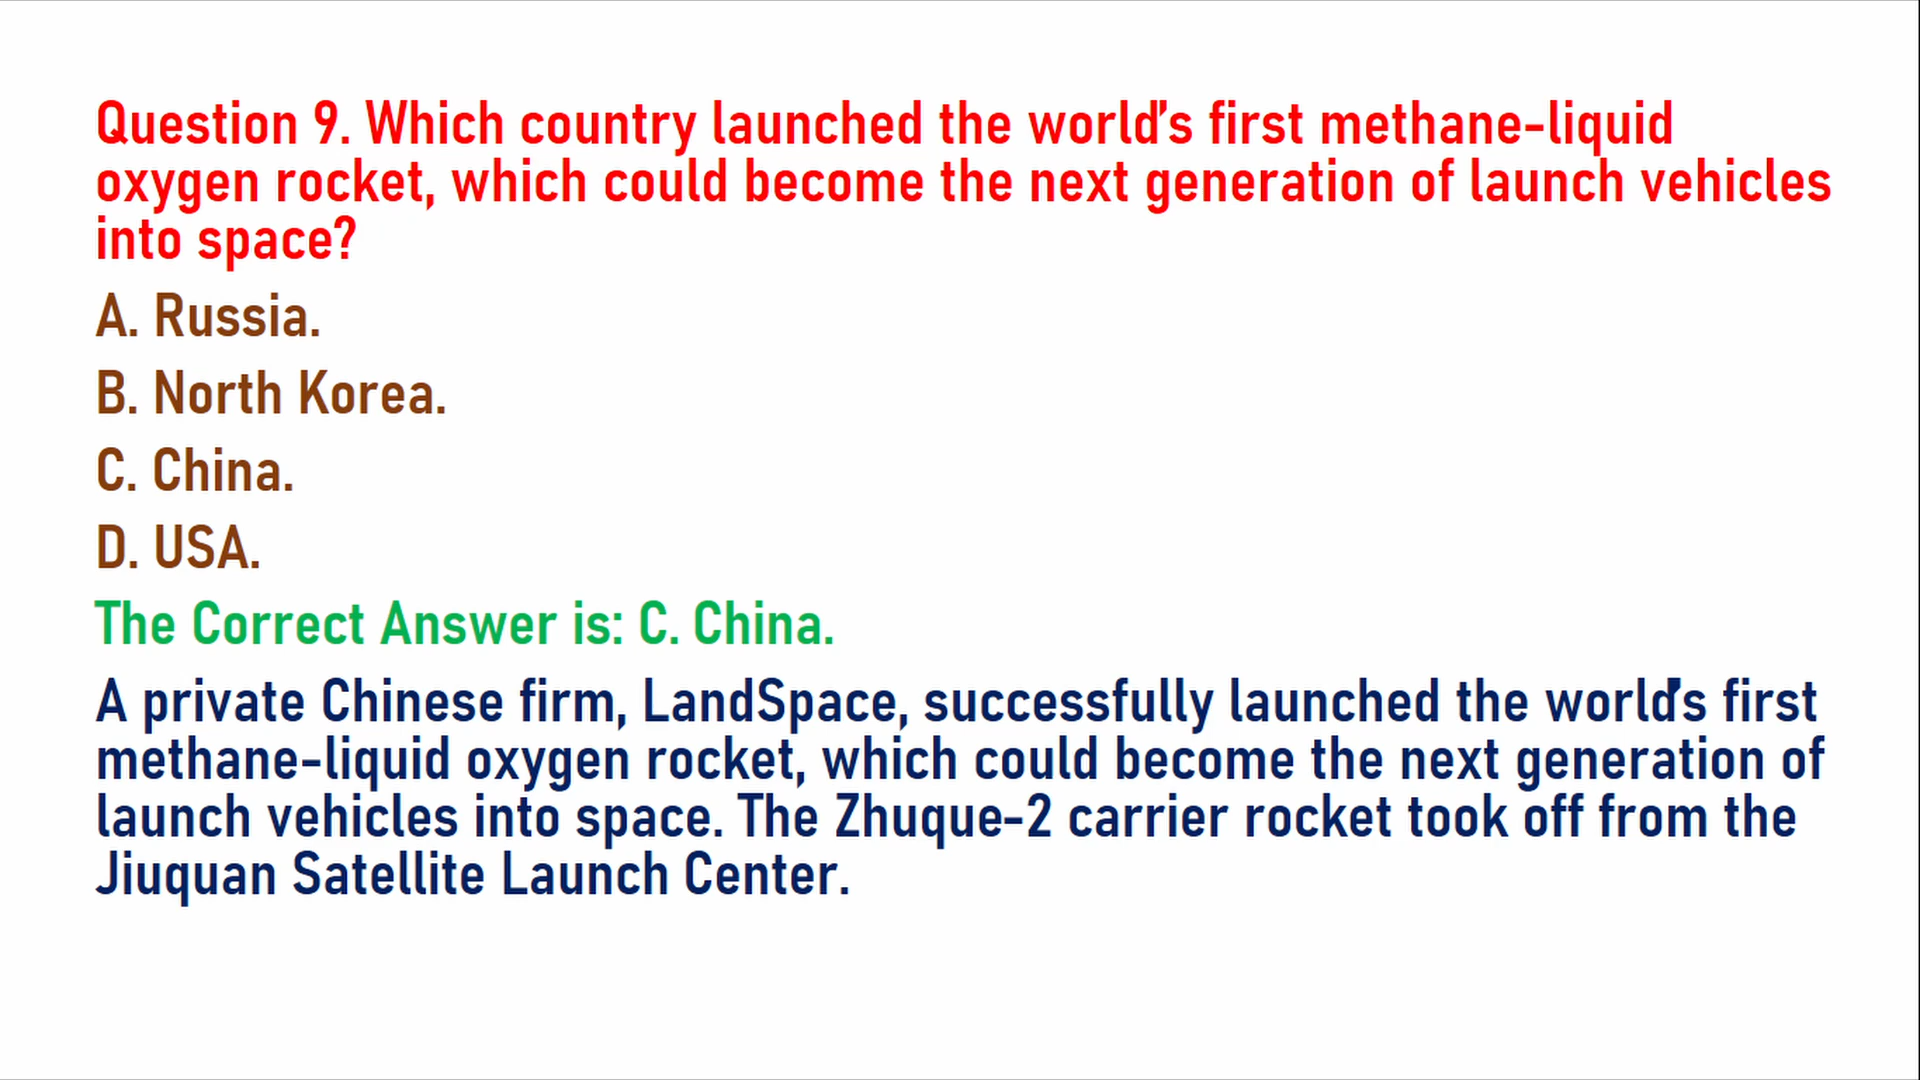 Question 9. Which country launched the world's first methane-liquid
oxygen rocket, which could become the next generation of launch vehicles
into space?
A. Russia.
B. North Korea.
C. China.
D. USA.
The Correct Answer is: C. China.
A private Chinese firm, LandSpace, successfully launched the world's first
methane-liquid oxygen rocket, which could become the next generation of
launch vehicles into space. The Zhuque-2 carrier rocket took off from the
Jiuquan Satellite Launch Center.